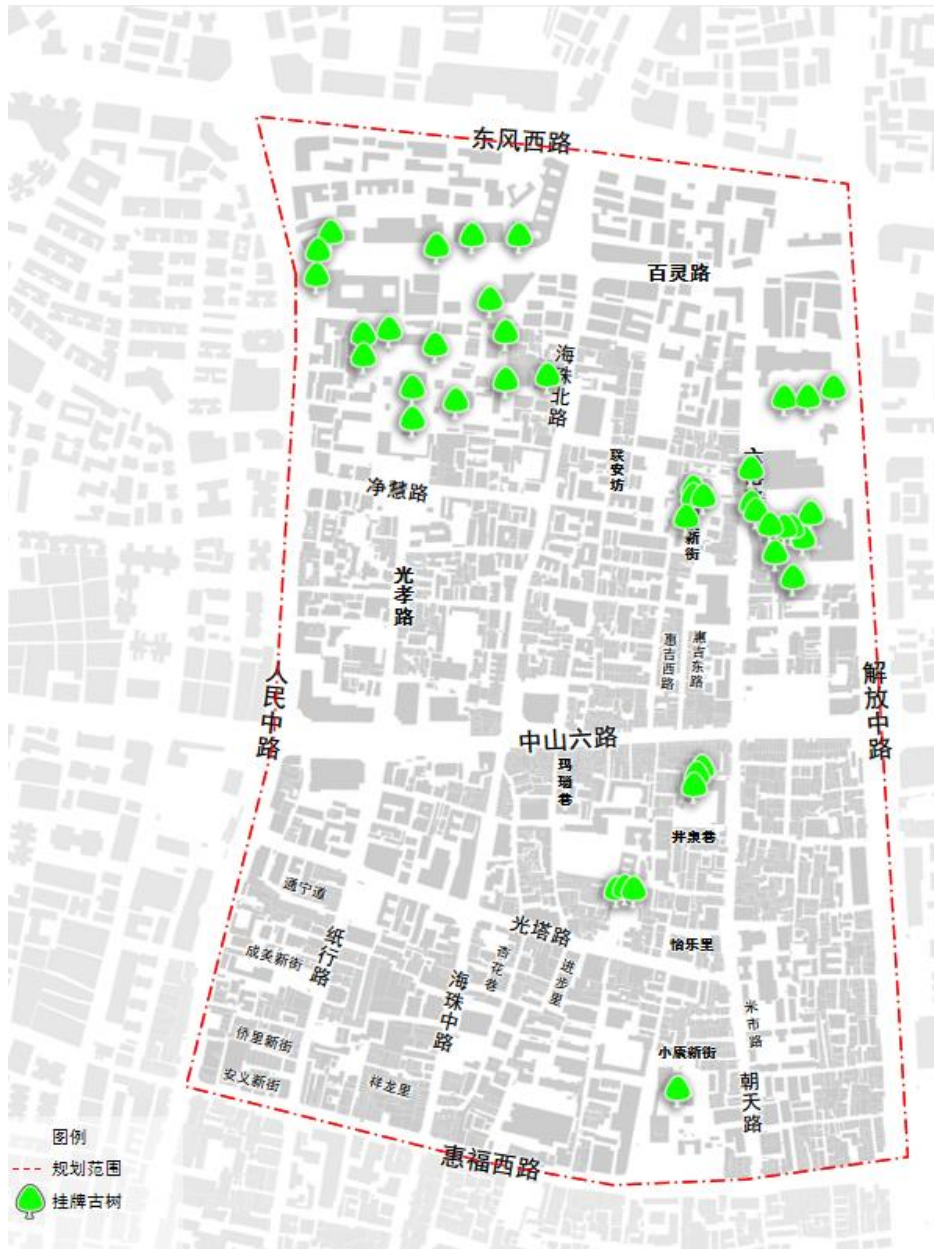 东风西路
百灵路
海珠北路
联安坊
净慧路
新街
光孝路
惠吉西路
惠吉东路
人民中路
解放中路
中山六路
玛瑙巷
井泉巷
通宁道
光塔路
纸行路
怡乐里
成美新街
杏花巷
进步里
海珠中路
米市路
侨里新街
小康新街
安义新街
祥龙里
朝天路
惠福西路
图例
规划范围
挂牌古树